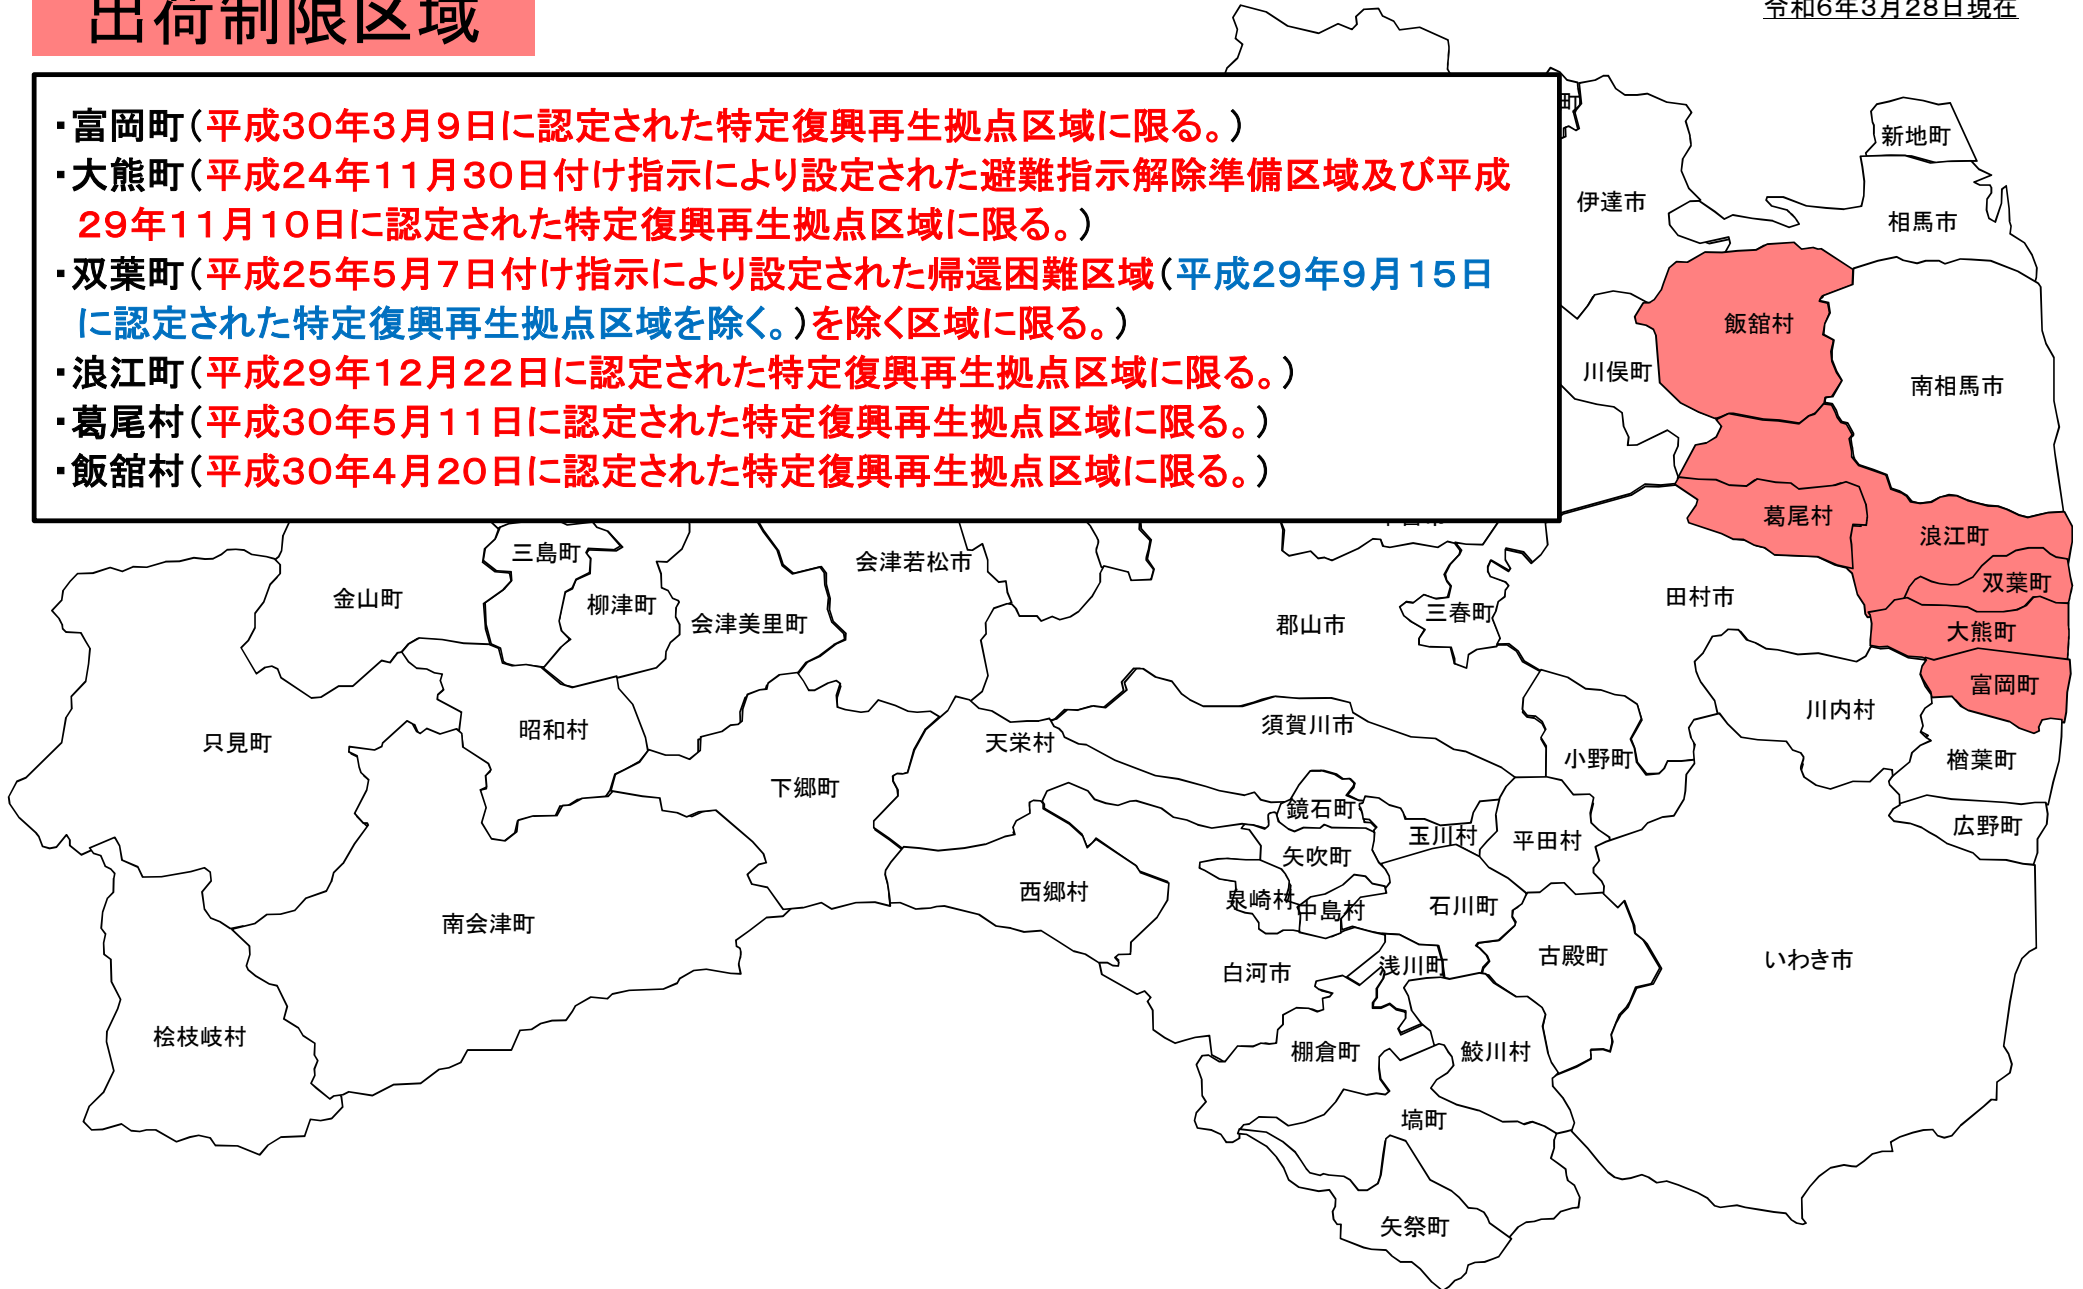 出荷制限区域
令和6年3月28日現在
・富岡町（平成30年3月9日に認定された特定復興再生拠点区域に限る。）
・大熊町（平成24年11月30日付け指示により設定された避難指示解除準備区域及び平成
29年11月10日に認定された特定復興再生拠点区域に限る。）
・双葉町（平成25年5月7日付け指示により設定された帰還困難区域（平成29年9月15日
に認定された特定復興再生拠点区域を除く。）を除く区域に限る。）
・浪江町（平成29年12月22日に認定された特定復興再生拠点区域に限る。）
・葛尾村（平成30年5月11日に認定された特定復興再生拠点区域に限る。）
・飯舘村（平成30年4月20日に認定された特定復興再生拠点区域に限る。）
町
新地町
伊達市
相馬市
飯舘村
川俣町
南相馬市
葛尾村
浪江町
三島町
会津若松市
双葉町
金山町
柳津町
田村市
会津美里町
郡山市
三春町
大熊町
富岡町
川内村
須賀川市
昭和村
只見町
天栄村
小野町
楢葉町
下郷町
鏡石町
広野町
玉川村
平田村
矢吹町
西郷村
泉崎村
中島村
石川町
南会津町
古殿町
いわき市
白河市
浅川町
桧枝岐村
棚倉町
鮫川村
塙町
矢祭町